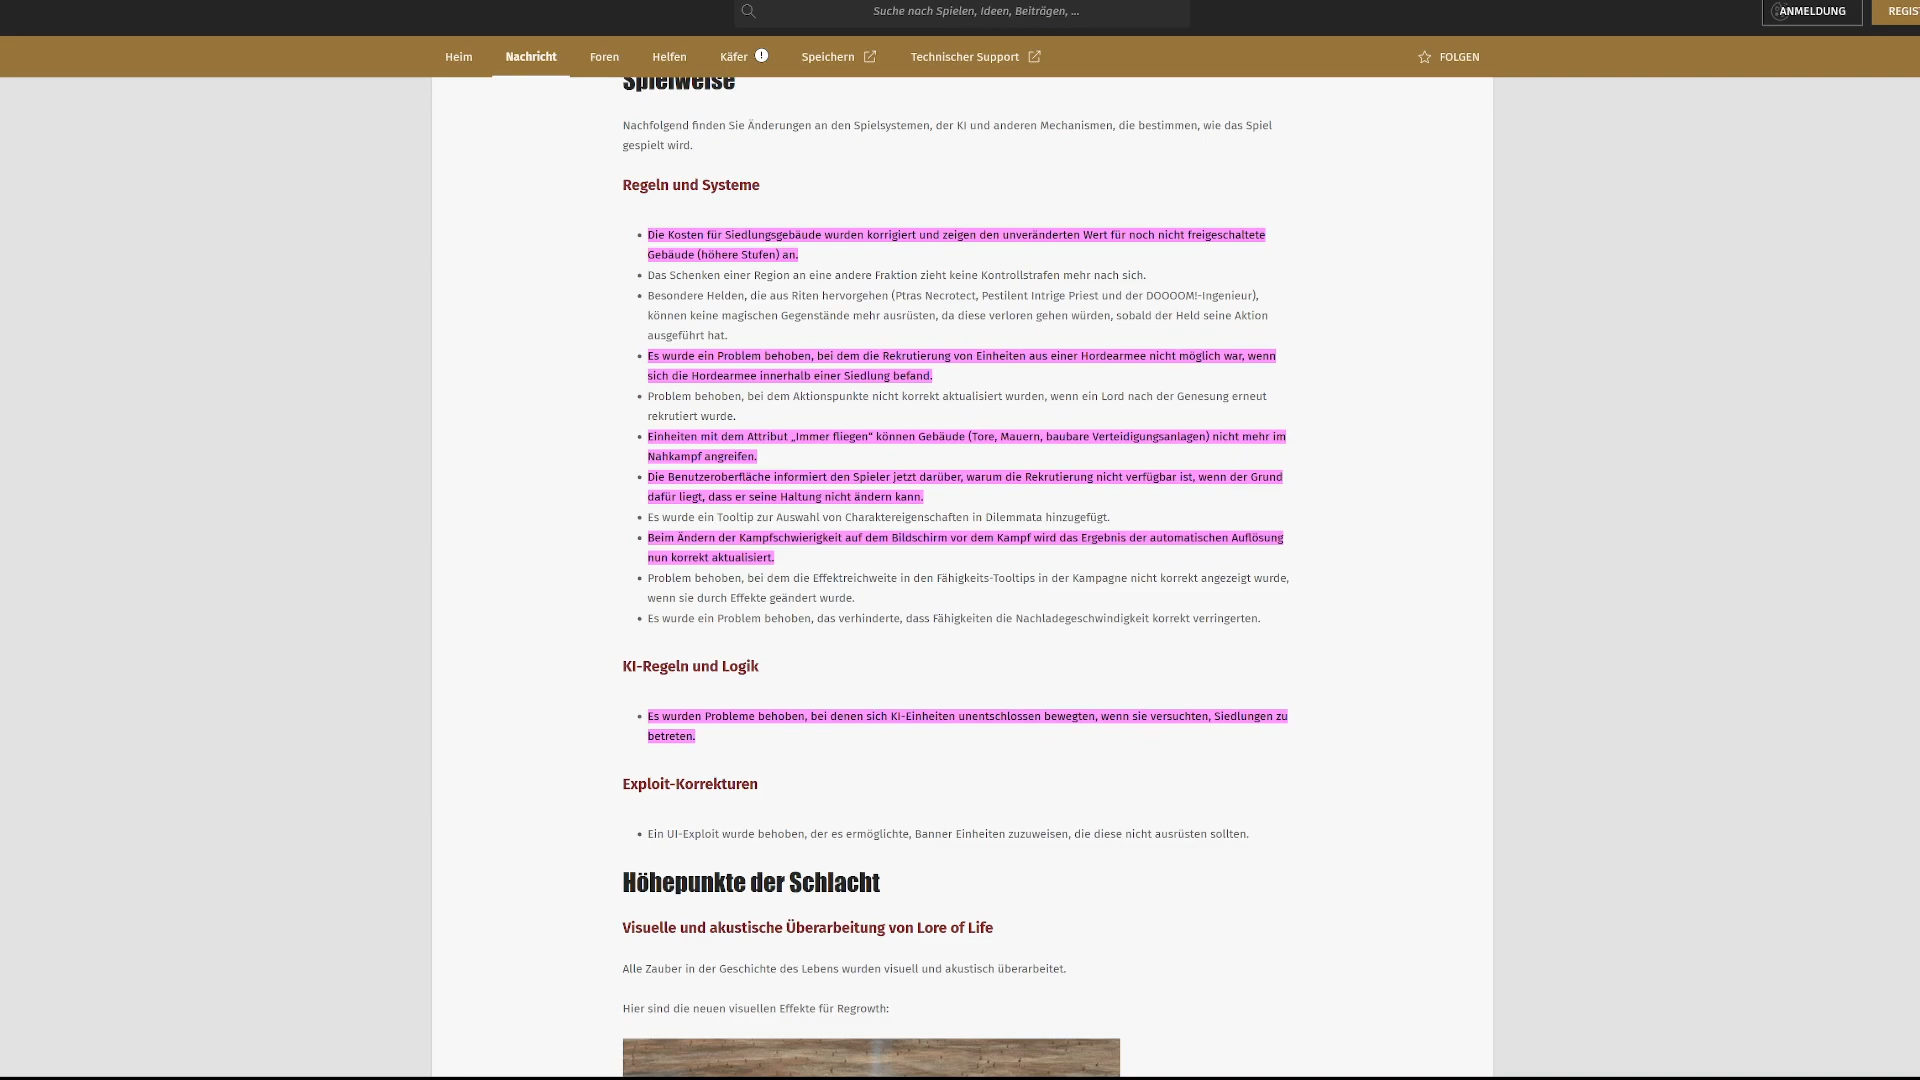 Suche nach Spielen, Ideen, Beiträgen, ...
ANMELDUNG
REGIS
Heim
Nachricht
Foren
Helfen
Käfer
Speichern
Technischer Support
FOLGEN
Spielweise
Nachfolgend finden Sie Änderungen an den Spielsystemen, der KI und anderen Mechanismen, die bestimmen, wie das Spiel
gespielt wird.
Regeln und Systeme
Die Kosten für Siedlungsgebäude wurden korrigiert und zeigen den unveränderten Wert für noch nicht freigeschaltete
Gebäude (höhere Stufen) an.
Das Schenken einer Region an eine andere Fraktion zieht keine Kontrollstrafen mehr nach sich.
Besondere Helden, die aus Riten hervorgehen (Ptras Necrotect, Pestilent Intrige Priest und der DOOOOM!-Ingenieur),
können keine magischen Gegenstände mehr ausrüsten, da diese verloren gehen würden, sobald der Held seine Aktion
ausgeführt hat.
Es wurde ein Problem behoben, bei dem die Rekrutierung von Einheiten aus einer Hordearmee nicht möglich war, wenn
sich die Hordearmee innerhalb einer Siedlung befand.
Problem behoben, bei dem Aktionspunkte nicht korrekt aktualisiert wurden, wenn ein Lord nach der Genesung erneut
rekrutiert wurde.
Einheiten mit dem Attribut „Immer fliegen“ können Gebäude (Tore, Mauern, baubare Verteidigungsanlagen) nicht mehr im
Nahkampf angreifen.
Die Benutzeroberfläche informiert den Spieler jetzt darüber, warum die Rekrutierung nicht verfügbar ist, wenn der Grund
dafür liegt, dass er seine Haltung nicht ändern kann.
Es wurde ein Tooltip zur Auswahl von Charaktereigenschaften in Dilemmata hinzugefügt.
Beim Ändern der Kampfschwierigkeit auf dem Bildschirm vor dem Kampf wird das Ergebnis der automatischen Auflösung
nun korrekt aktualisiert.
Problem behoben, bei dem die Effektreichweite in den Fähigkeits-Tooltips in der Kampagne nicht korrekt angezeigt wurde,
wenn sie durch Effekte geändert wurde.
Es wurde ein Problem behoben, das verhinderte, dass Fähigkeiten die Nachladegeschwindigkeit korrekt verringerten.
KI-Regeln und Logik
Es wurden Probleme behoben, bei denen sich KI-Einheiten unentschlossen bewegten, wenn sie versuchten, Siedlungen zu
betreten.
Exploit-Korrekturen
Ein UI-Exploit wurde behoben, der es ermöglichte, Banner Einheiten zuzuweisen, die diese nicht ausrüsten sollten.
Höhepunkte der Schlacht
Visuelle und akustische Überarbeitung von Lore of Life
Alle Zauber in der Geschichte des Lebens wurden visuell und akustisch überarbeitet.
Hier sind die neuen visuellen Effekte für Regrowth: